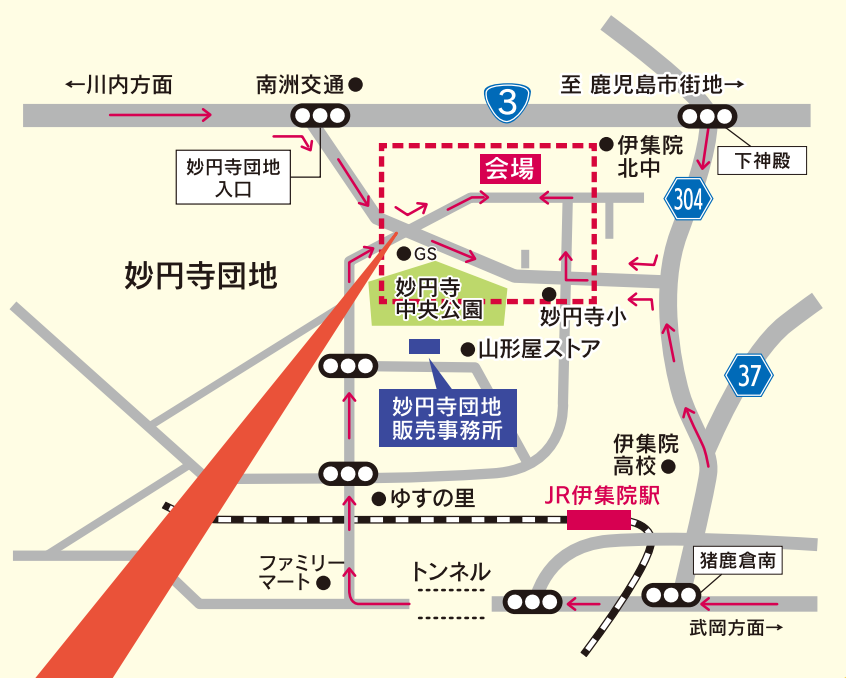 ←川内方面
南洲交通●
3
至 鹿児島市街地→
妙円寺団地
入口
会場
●伊集院
北中
下神殿
304
●GS
妙円寺団地
妙円寺
中央公園
妙円寺小
●山形屋ストア
37
妙円寺団地
販売事務所
伊集院
高校●
●ゆすの里
JR伊集院駅
ファミリー
マート●
トンネル
猪鹿倉南
武岡方面→